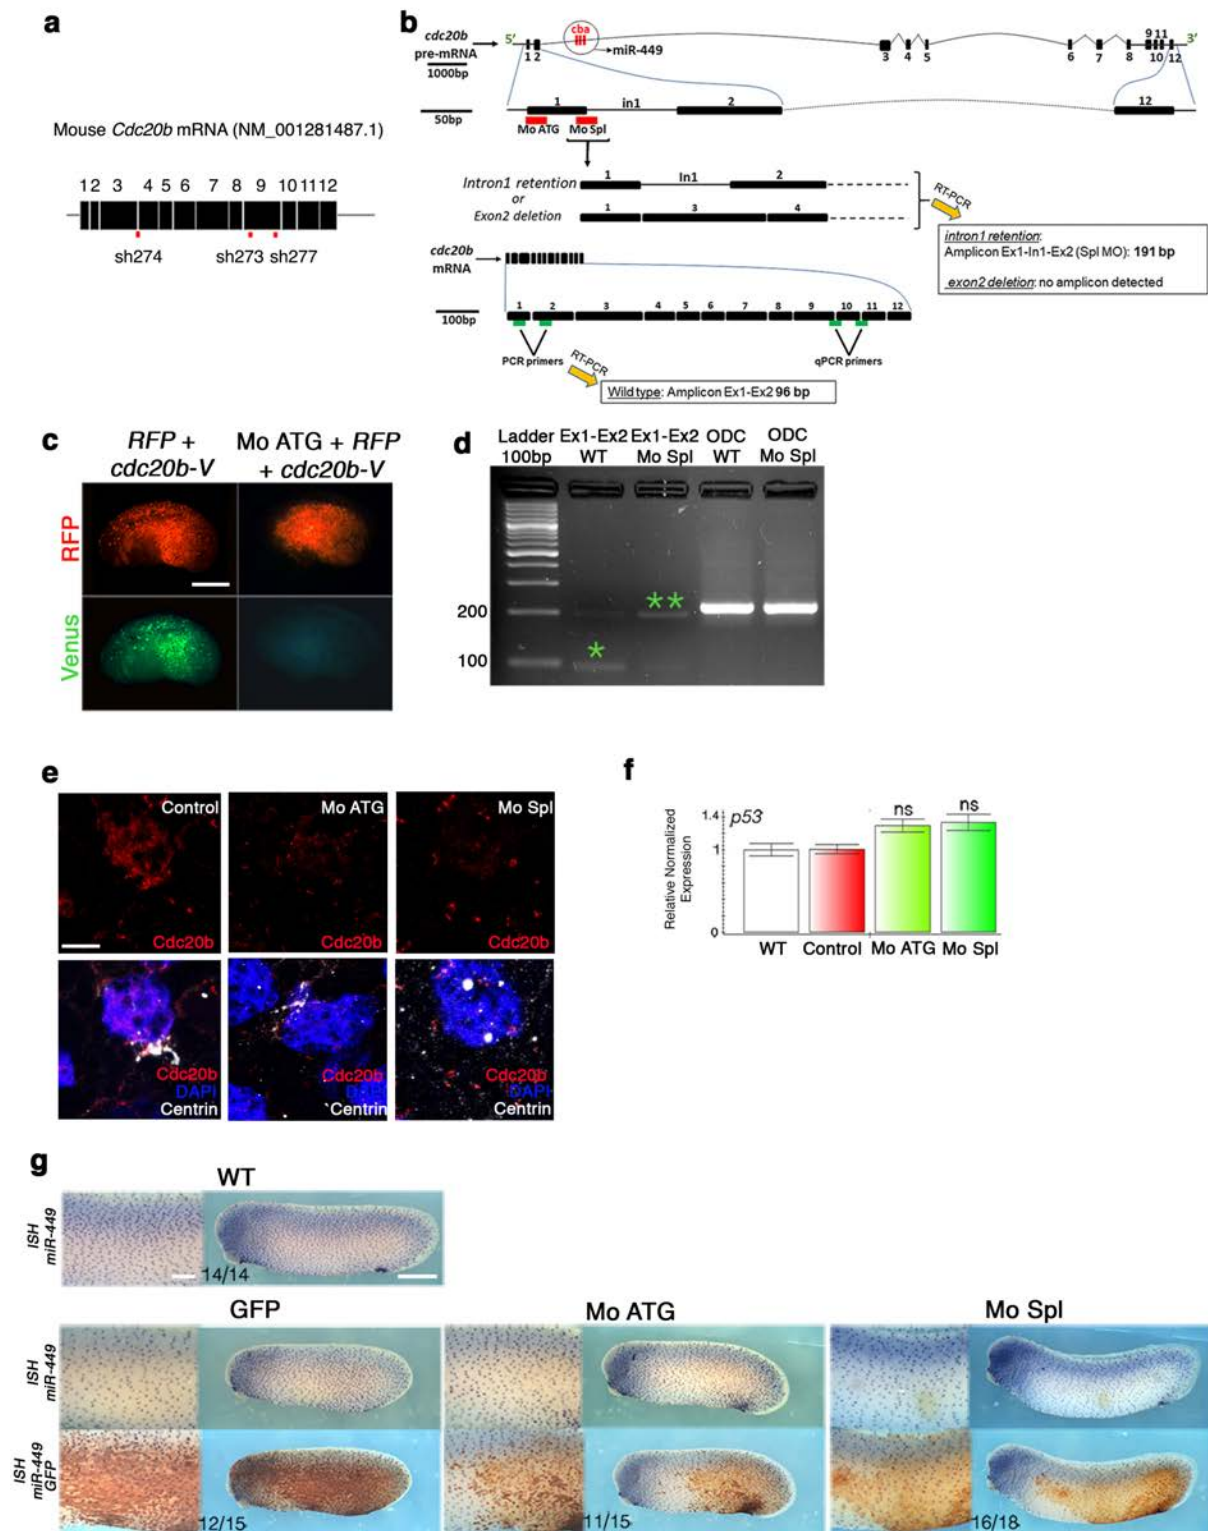 a
Mouse Cdc20b mRNA (NM_001281487.1)
1 2 3 4 5 6 7 8 9 10 11 12
sh274 sh273 sh277
b
cdc20b
pre-mRNA
1000bp
5'
cba
miR-449
3'
1 2 3 4 5 6 7 8 9 10 11 12
50bp
1 in1 2 12
Mo ATG Mo Spl
1 In1 2
Intron1 retention
or
Exon2 deletion
1 3 4
RT-PCR
intron1 retention:
Amplicon Ex1-In1-Ex2 (Spl MO): 191 bp
exon2 deletion: no amplicon detected
cdc20b
mRNA
100bp
1 2 3 4 5 6 7 8 9 10 11 12
PCR primers
qPCR primers
RT-PCR
Wild type: Amplicon Ex1-Ex2 96 bp
c
RFP +
cdc20b-V
Mo ATG + RFP
+ cdc20b-V
RFP
Venus
d
Ladder Ex1-Ex2 Ex1-Ex2 ODC ODC
100bp WT Mo Spl WT Mo Spl
200
**
100
*
e
Control
Cdc20b
Mo ATG
Cdc20b
Mo Spl
Cdc20b
Cdc20b
DAPI
Centrin
Cdc20b
DAPI
Centrin
Cdc20b
DAPI
Centrin
f
Relative Normalized
Expression
1.4
1
0
p53
ns ns
WT Control Mo ATG Mo Spl
g
WT
ISH
miR-449
14/14
GFP Mo ATG Mo Spl
ISH
miR-449
ISH
miR-449
GFP
12/15 11/15 16/18